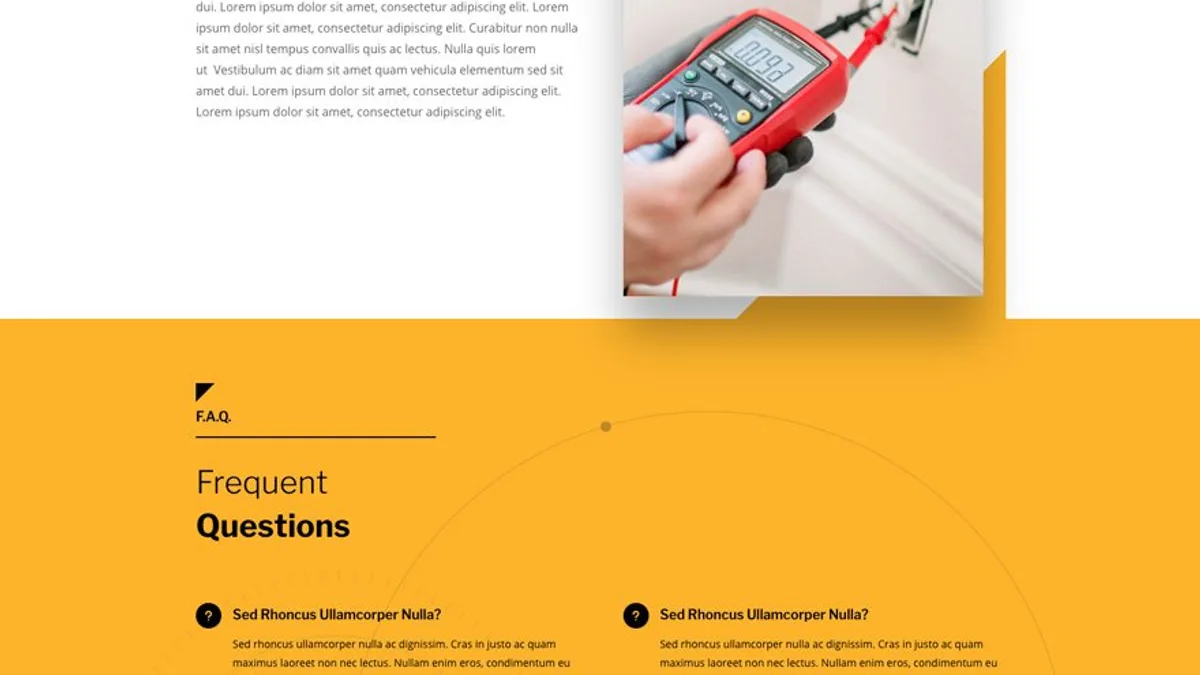 dui. Lorem ipsum dolor sit amet, consectetur adipiscing elit. Lorem
ipsum dolor sit amet, consectetur adipiscing elit. Curabitur non nulla
sit amet nisl tempus convallis quis ac lectus. Nulla quis lorem
ut Vestibulum ac diam sit amet quam vehicula elementum sed sit
amet dui. Lorem ipsum dolor sit amet, consectetur adipiscing elit.
Lorem ipsum dolor sit amet, consectetur adipiscing elit.
0.092
F.A.Q.
Frequent
Questions
? Sed Rhoncus Ullamcorper Nulla?
Sed rhoncus ullamcorper nulla ac dignissim. Cras in justo ac quam
maximus laoreet non nec lectus. Nullam enim eros, condimentum eu
? Sed Rhoncus Ullamcorper Nulla?
Sed rhoncus ullamcorper nulla ac dignissim. Cras in justo ac quam
maximus laoreet non nec lectus. Nullam enim eros, condimentum eu